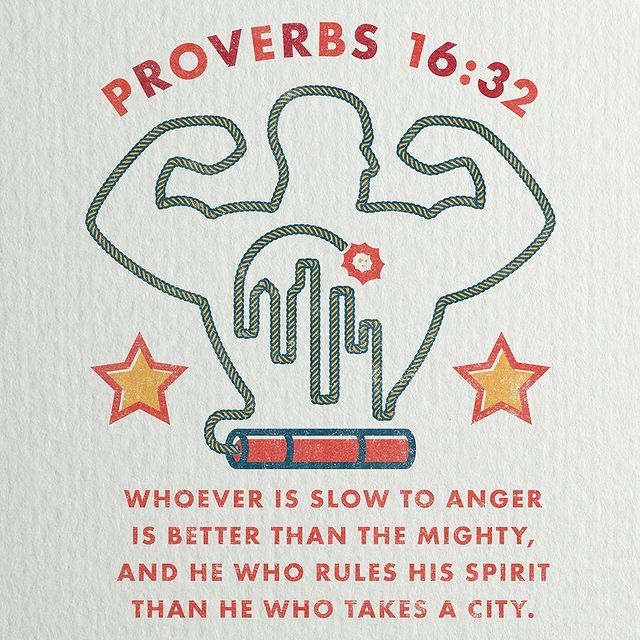 PROVERBS 16:32
WHOEVER IS SLOW TO ANGER
IS BETTER THAN THE MIGHTY,
AND HE WHO RULES HIS SPIRIT
THAN HE WHO TAKES A CITY.